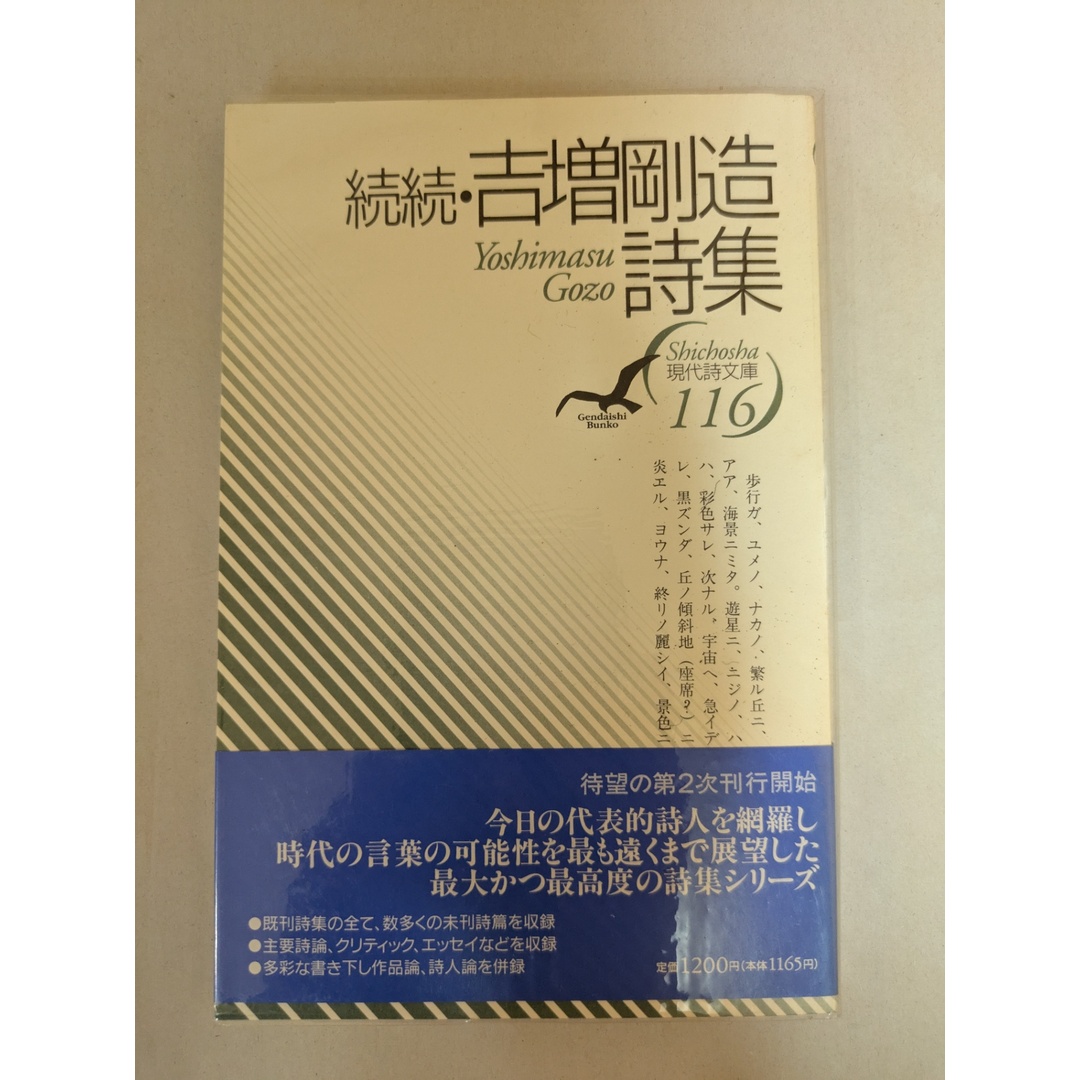 続続・吉増剛造
詩集
Yoshimasu
Gozo
Shichosha
現代詩文庫
116
Gendaishi
Bunko
歩行ガ、ユメノ、ナカノ、繁ル丘ニ、
アア、海景ニミタ。遊星ニ、ニジノ、ハ
ハ、彩色サレ、次ナル〻宇宙ヘ、急イデ
レ、黒ズンダ、丘ノ傾斜地（座席？）ニ
炎エル、ヨウナ、終リノ麗シイ、景色ニ
待望の第2次刊行開始
今日の代表的詩人を網羅し
時代の言葉の可能性を最も遠くまで展望した
最大かつ最高度の詩集シリーズ
●既刊詩集の全て、数多くの未刊詩篇を収録
●主要詩論、クリティック、エッセイなどを収録
●多彩な書き下し作品論、詩人論を併録
定価1200円(本体1165円)